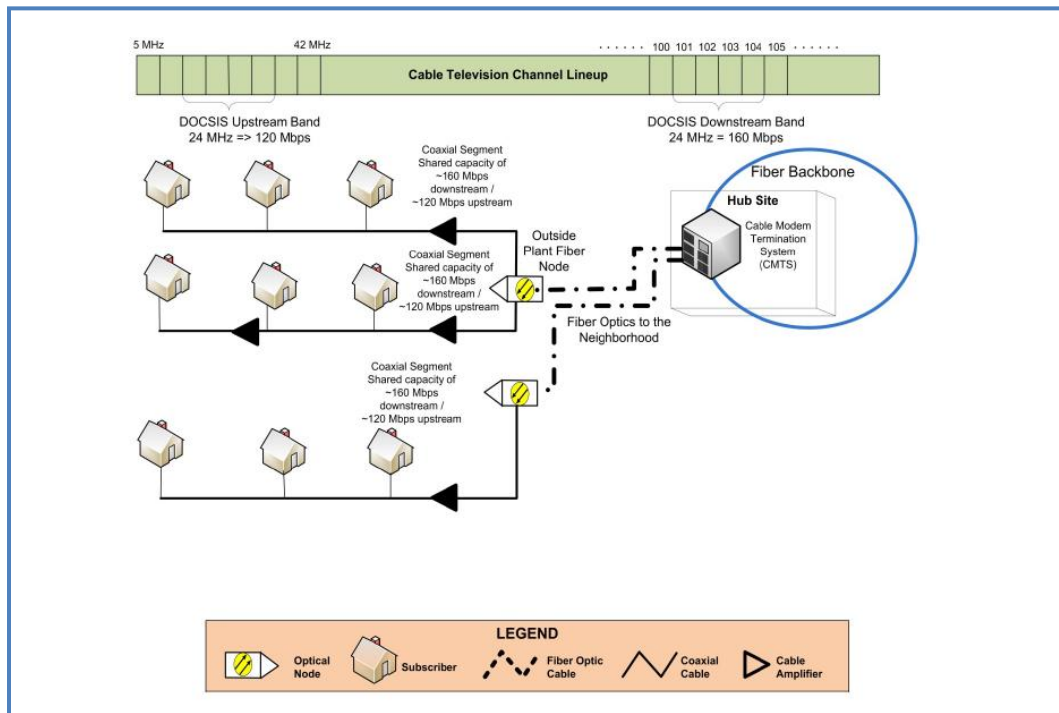 5 MHz
42 MHz
. . . . . .
100 101 102 103 104 105 . . . . . .
Cable Television Channel Lineup
DOCSIS Upstream Band
24 MHz => 120 Mbps
DOCSIS Downstream Band
24 MHz = 160 Mbps
Coaxial Segment
Shared capacity of
~160 Mbps
downstream /
~120 Mbps upstream
Fiber Backbone
Hub Site
Cable Modem
Termination
System
(CMTS)
Outside
Plant Fiber
Node
Coaxial Segment
Shared capacity of
~160 Mbps
downstream /
~120 Mbps upstream
Fiber Optics to the
Neighborhood
Coaxial Segment
Shared capacity of
~160 Mbps
downstream /
~120 Mbps upstream
LEGEND
Optical
Node
Subscriber
Fiber Optic
Cable
Coaxial
Cable
Cable
Amplifier